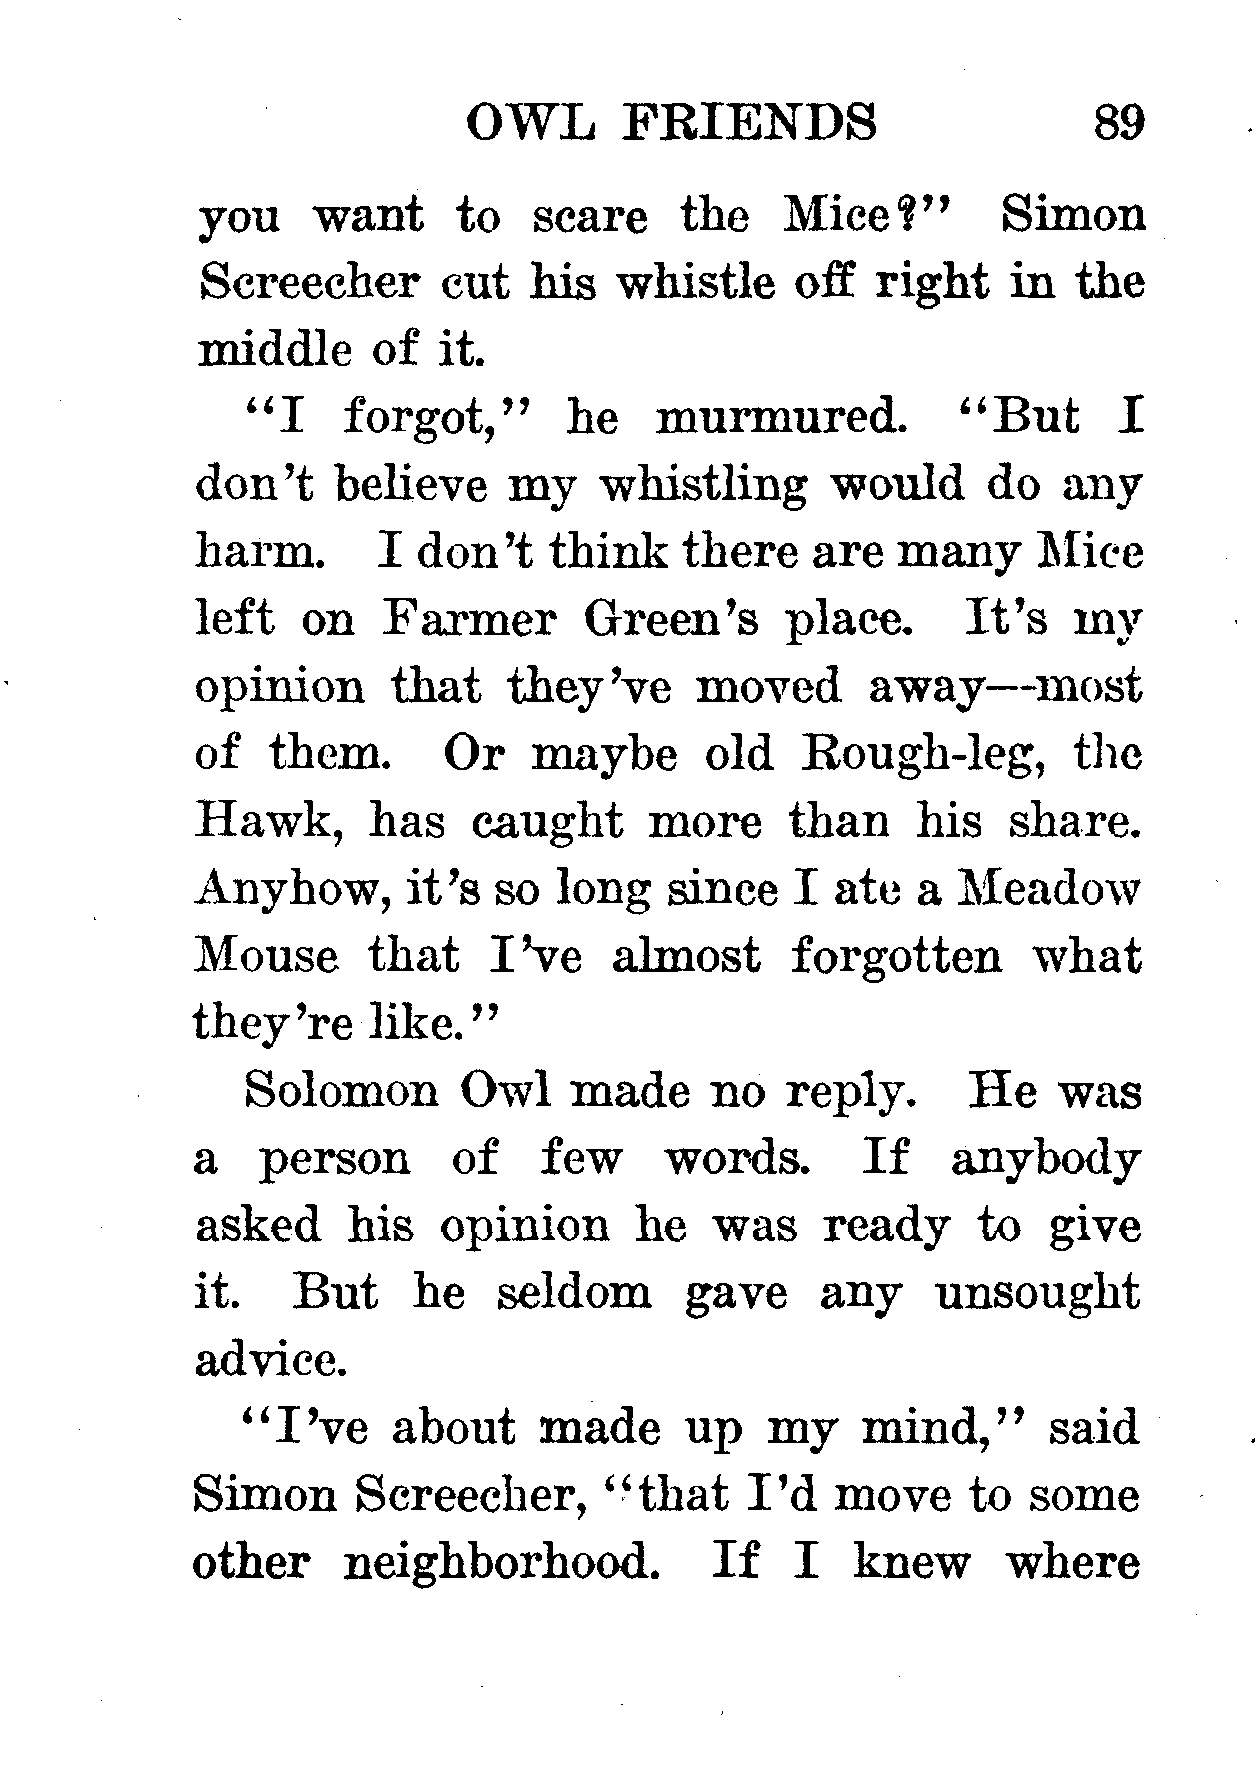 OWL FRIENDS 89
you want to scare the Mice?" Simon
Screecher cut his whistle off right in the
middle of it.
"I forgot," he murmured. "But I
don't believe my whistling would do any
harm. I don't think there are many Mice
left on Farmer Green's place. It's my
opinion that they've moved away—most
of them. Or maybe old Rough-leg, the
Hawk, has caught more than his share.
Anyhow, it's so long since I ate a Meadow
Mouse that I've almost forgotten what
they're like."
Solomon Owl made no reply. He was
a person of few words. If anybody
asked his opinion he was ready to give
it. But he seldom gave any unsought
advice.
"I've about made up my mind," said
Simon Screecher, "that I'd move to some
other neighborhood. If I knew where